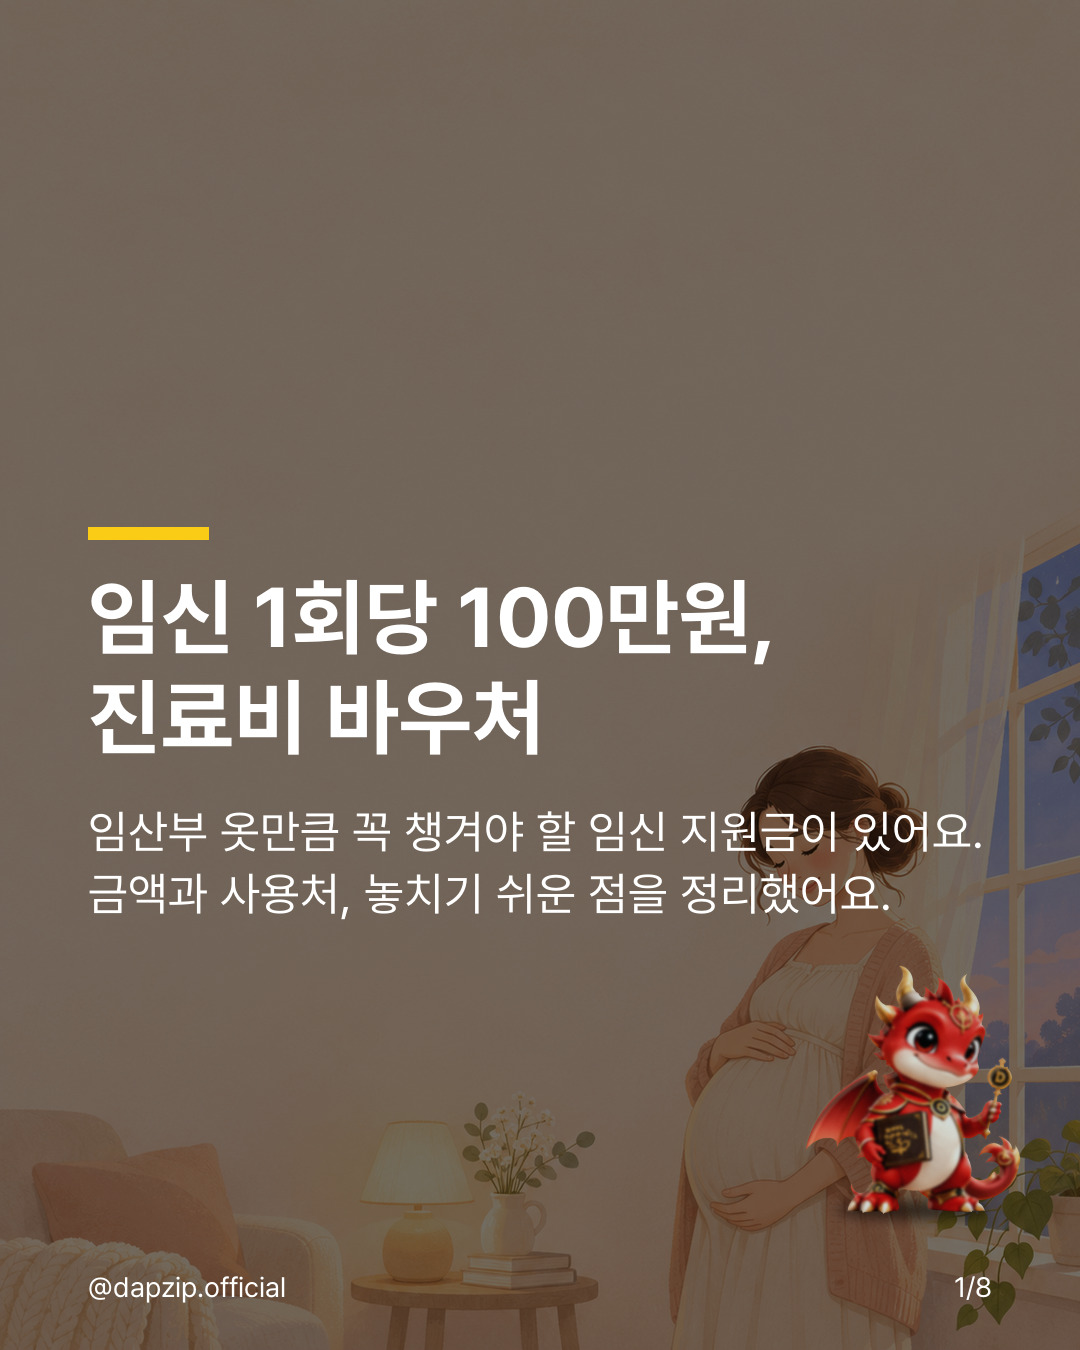 임신 1회당 100만원,
진료비 바우처
임산부 옷만큼 꼭 챙겨야 할 임신 지원금이 있어요.
금액과 사용처, 놓치기 쉬운 점을 정리했어요.
@dapzip.official
1/8